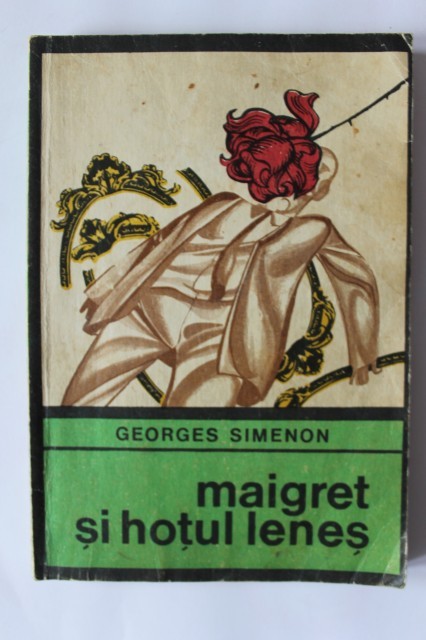 GEORGES SIMENON
maigret
și hoțul leneș